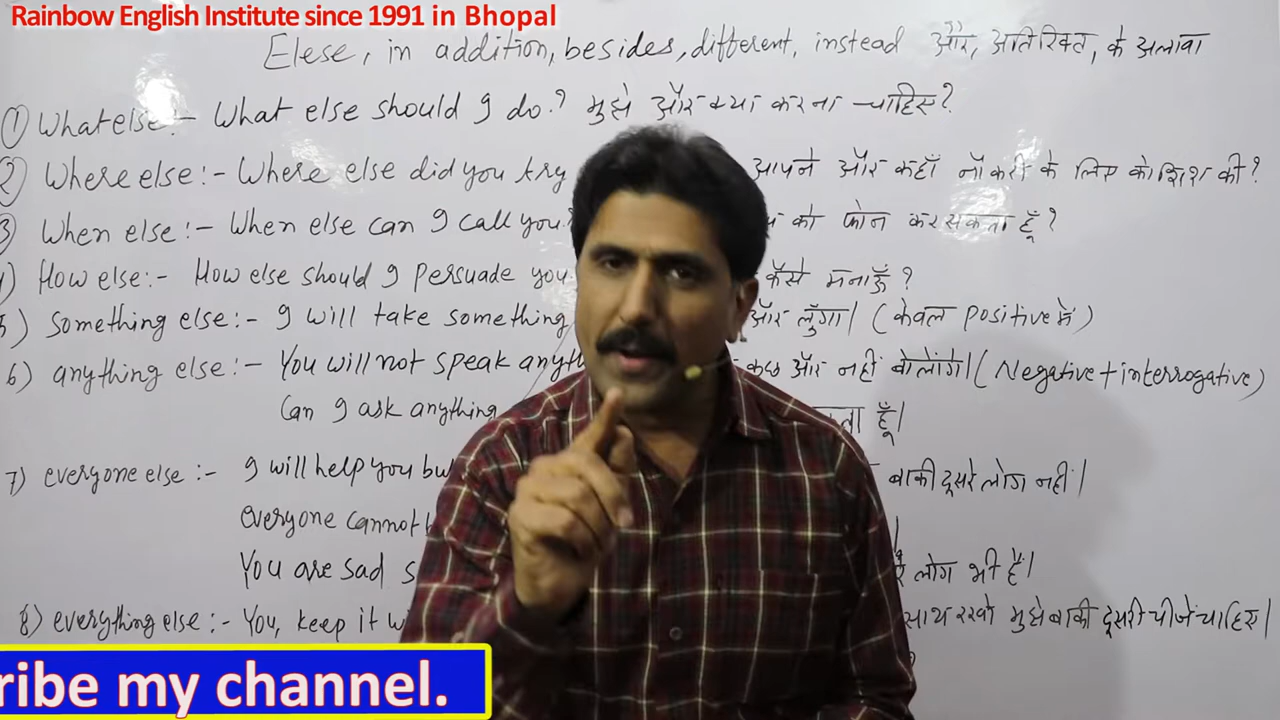 Rainbow English Institute since 1991 in Bhopal
Elese, in addition, besides, different, instead और, अतिरिक्त, के अलावा
① What else:- What else should I do? मुझे और क्या करना चाहिए?
② Where else:- Where else did you try आपने और कहाँ नौकरी के लिए कोशिश की?
③ When else:- When else can I call you? को फोन कर सकता हूँ?
How else:- How else should I persuade you कैसे मनाऊँ?
5) Something else:- I will take something और लूँगा। (केवल positive में)
6) anything else:- You will not speak anyth कुछ और नहीं बोलोगे। (Negative + interrogative)
Can I ask anything हूँ।
7) everyone else:- I will help you bu बाकी दूसरे लोग नहीं।
everyone cannot
You are sad s लोग भी हैं।
8) everything else:- You, keep it wi साथ रखो मुझे बाकी दूसरी चीजे चाहिए।
ribe my channel.